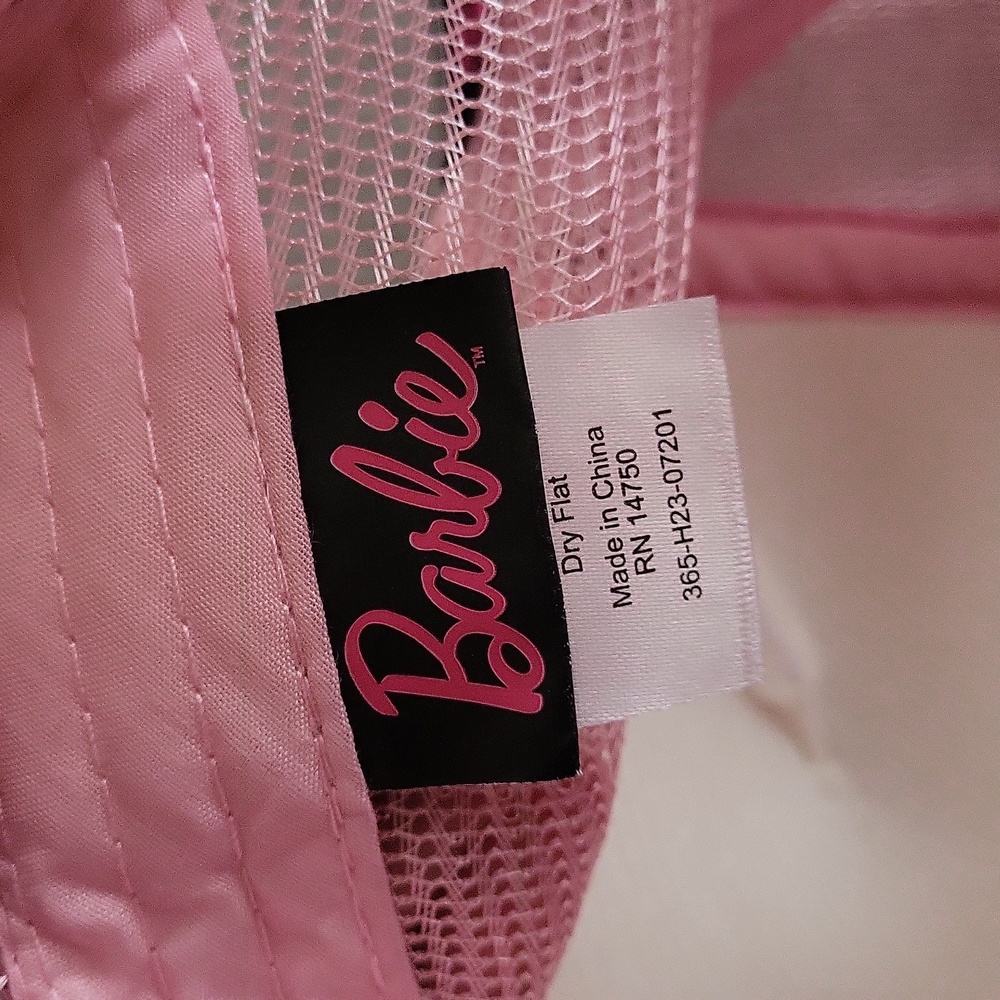 Barbie™
Dry Flat
Made in China
RN 14750
365-H23-07201